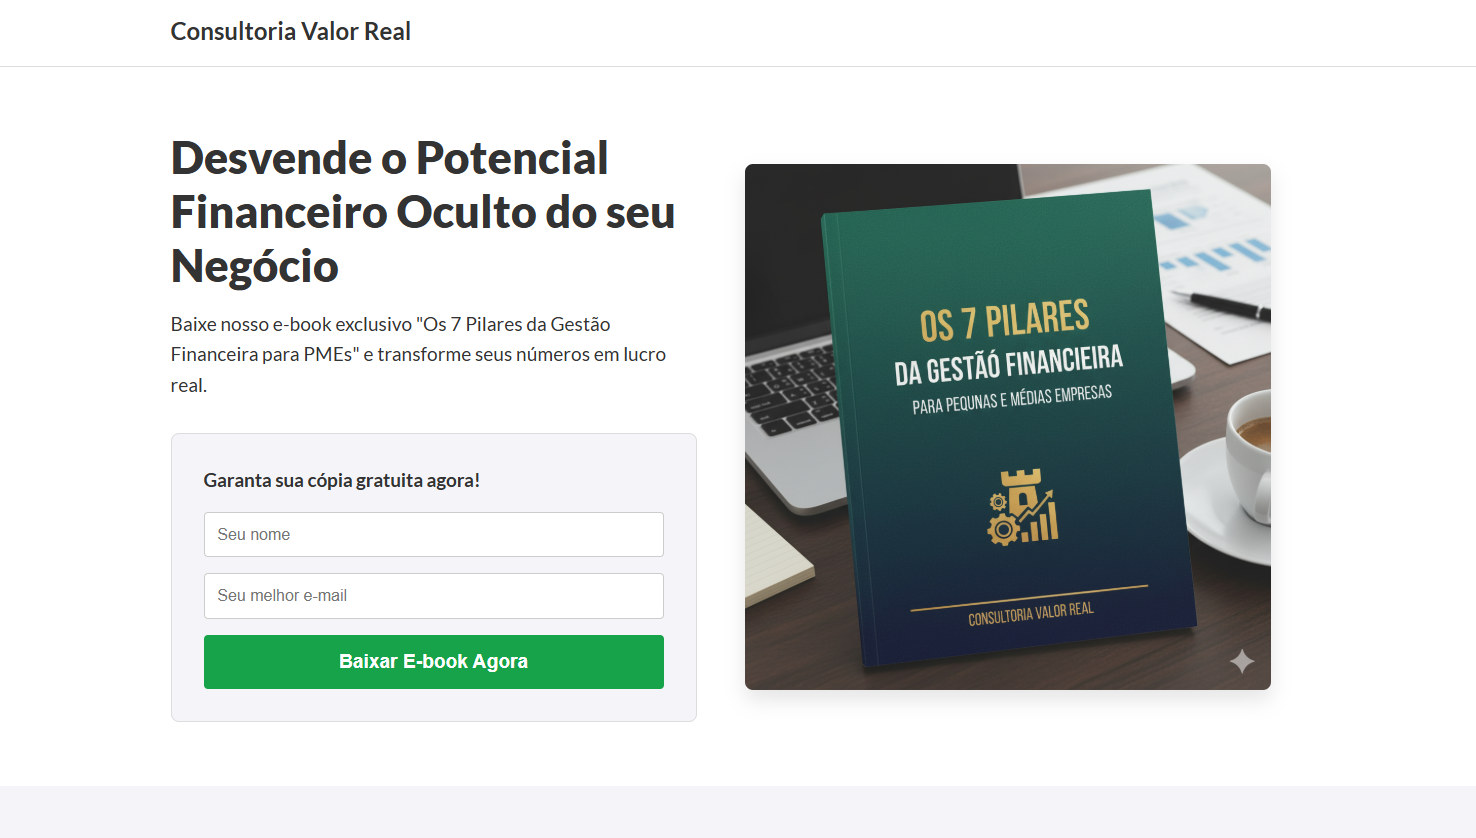 Consultoria Valor Real
Desvende o Potencial
Financeiro Oculto do seu
Negócio
Baixe nosso e-book exclusivo "Os 7 Pilares da Gestão
Financeira para PMEs" e transforme seus números em lucro
real.
Garanta sua cópia gratuita agora!
Seu nome
Seu melhor e-mail
Baixar E-book Agora
OS 7 PILARES
DA GESTÃÓ FINANCIEIRA
PARA PEQUNAS E MÉDIAS EMPRESAS
CONSULTORIA VALOR REAL